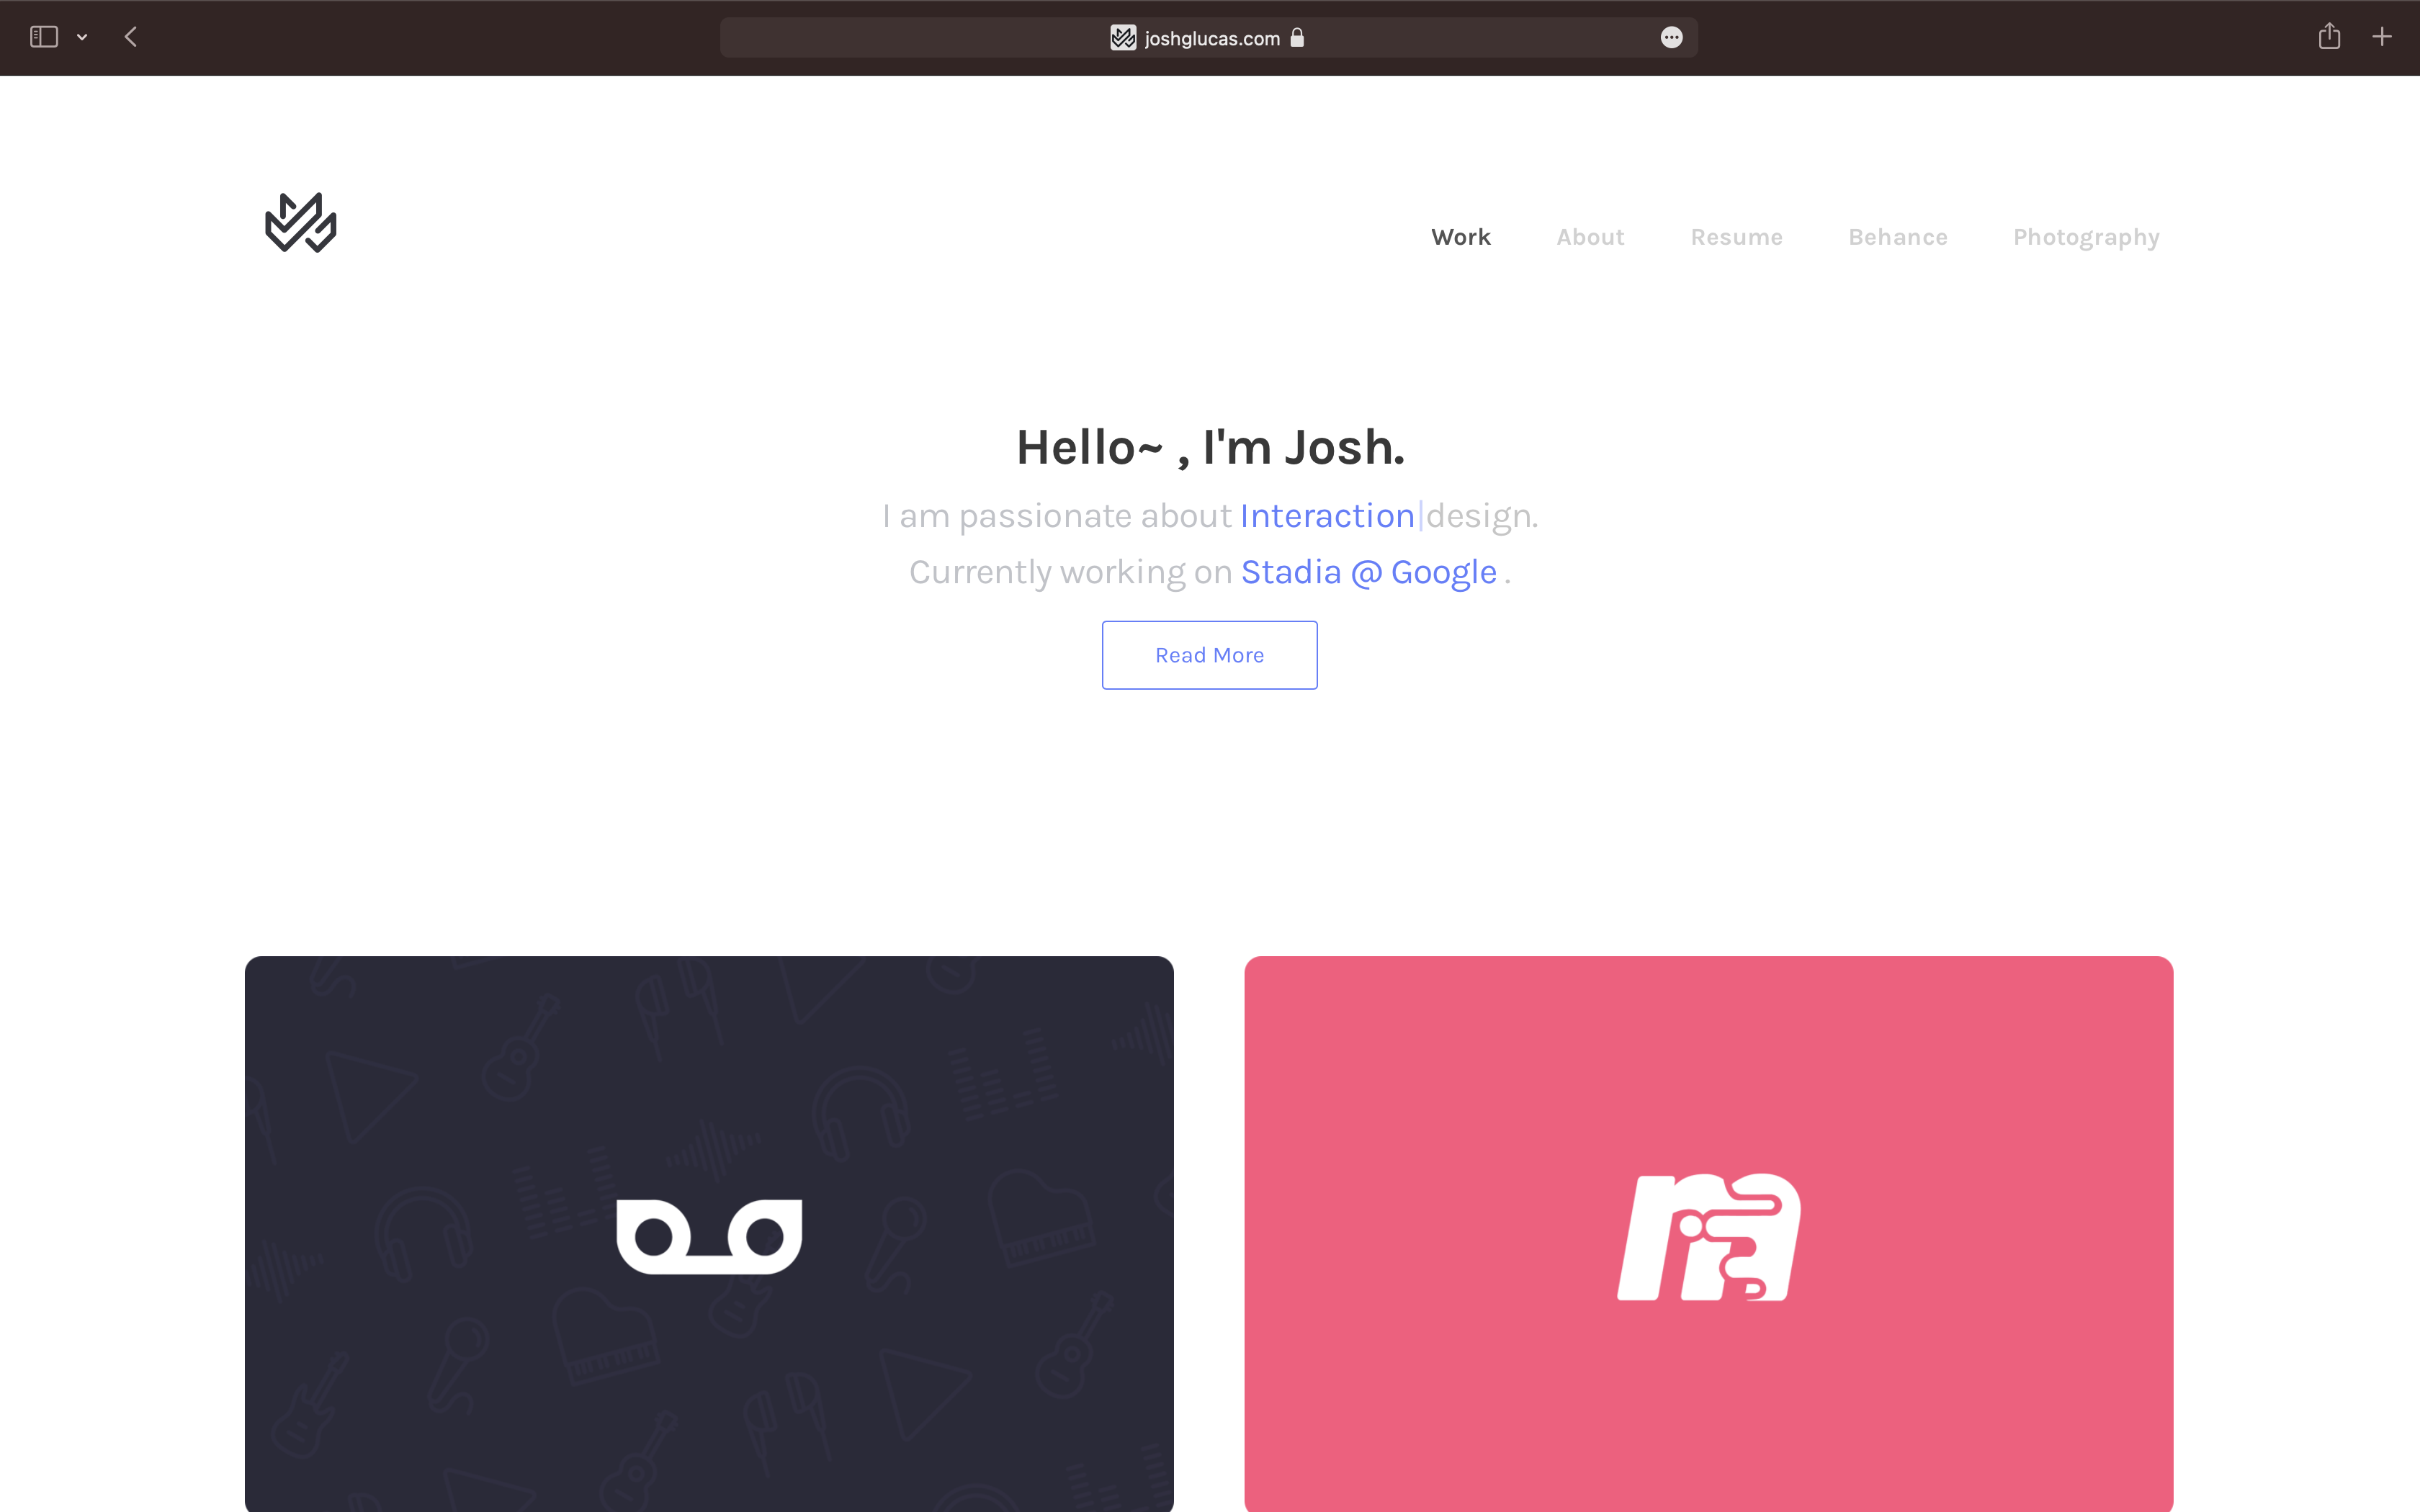 joshglucas.com
Work About Resume Behance Photography
Hello~ , I'm Josh.
I am passionate about Interaction|design.
Currently working on Stadia @ Google .
Read More